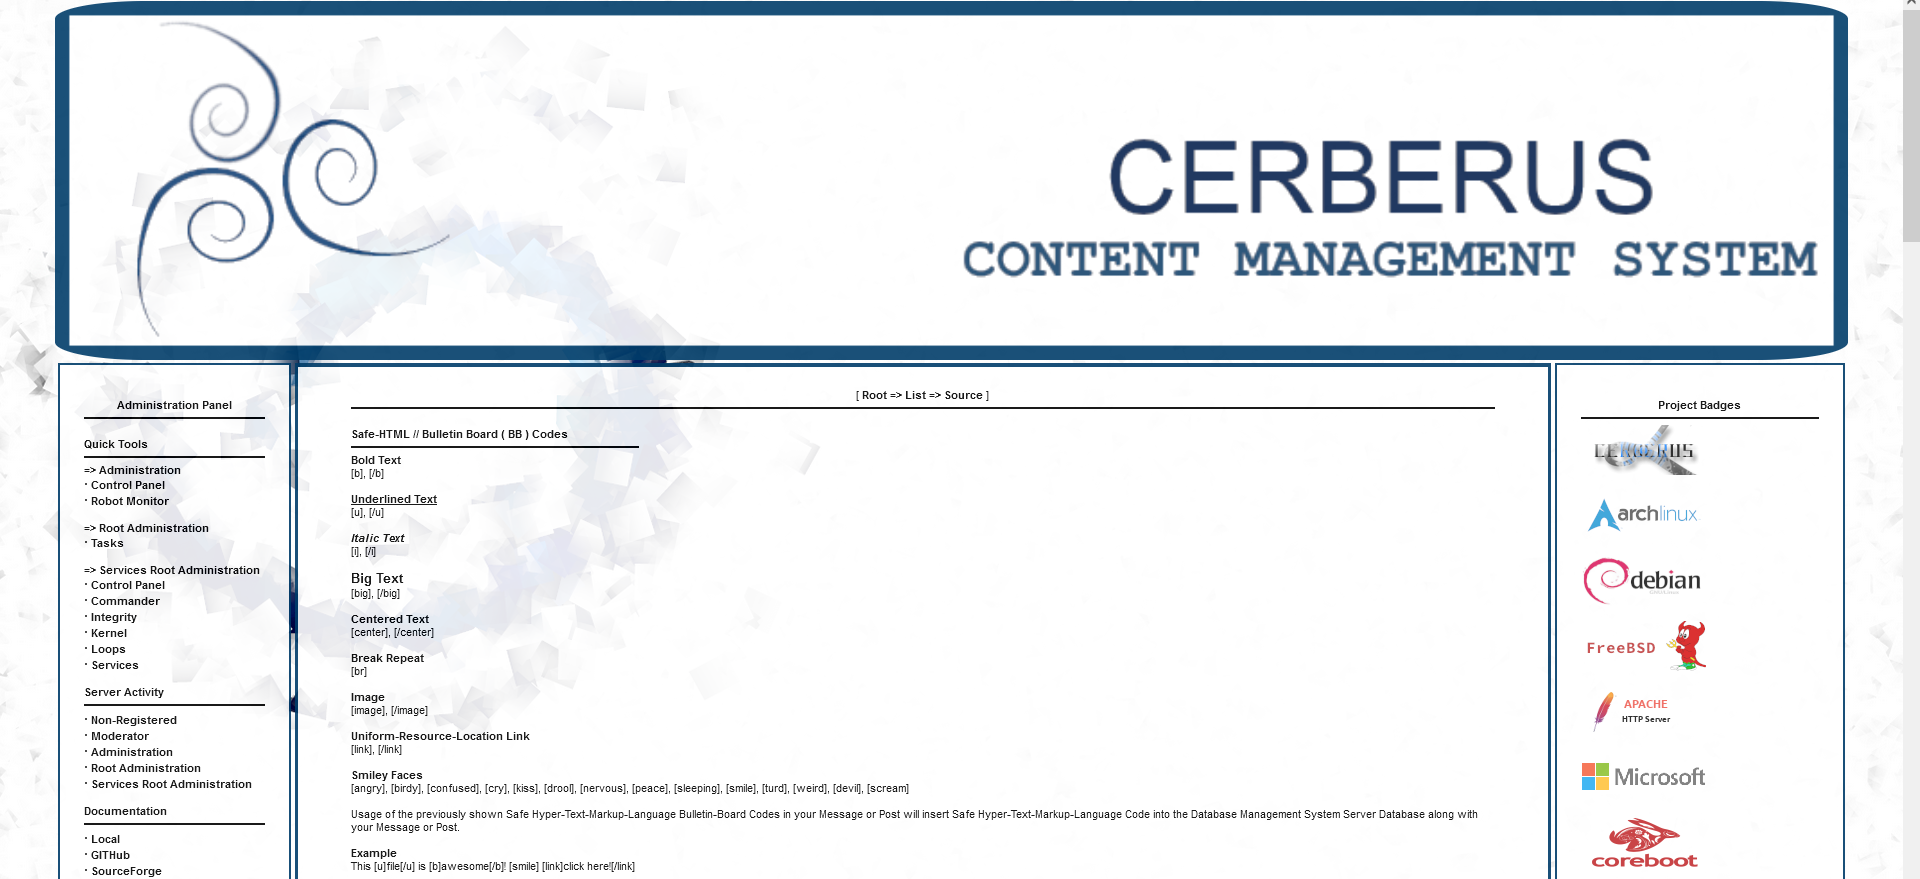 CERBERUS
CONTENT MANAGEMENT SYSTEM
Administration Panel
Quick Tools
=> Administration
· Control Panel
· Robot Monitor
=> Root Administration
· Tasks
=> Services Root Administration
· Control Panel
· Commander
· Integrity
· Kernel
· Loops
· Services
Server Activity
· Non-Registered
· Moderator
· Administration
· Root Administration
· Services Root Administration
Documentation
· Local
· GITHub
· SourceForge
[ Root => List => Source ]
Safe-HTML // Bulletin Board ( BB ) Codes
Bold Text
[b], [/b]
Underlined Text
[u], [/u]
Italic Text
[i], [/i]
Big Text
[big], [/big]
Centered Text
[center], [/center]
Break Repeat
[br]
Image
[image], [/image]
Uniform-Resource-Location Link
[link], [/link]
Smiley Faces
[angry], [birdy], [confused], [cry], [kiss], [drool], [nervous], [peace], [sleeping], [smile], [turd], [weird], [devil], [scream]
Usage of the previously shown Safe Hyper-Text-Markup-Language Bulletin-Board Codes in your Message or Post will insert Safe Hyper-Text-Markup-Language Code into the Database Management System Server Database along with
your Message or Post.
Example
This [u]file[/u] is [b]awesome[/b]! [smile] [link]click here![/link]
Project Badges
CERBERUS
archlinux
debian
FreeBSD
APACHE
HTTP Server
Microsoft
coreboot